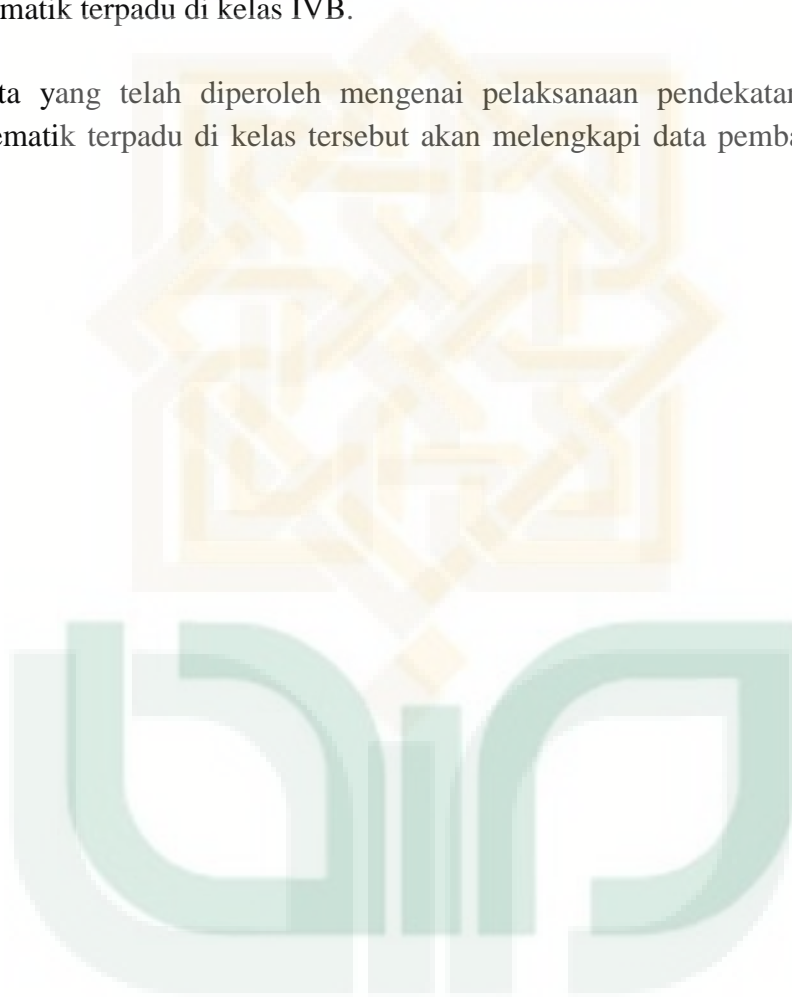 matik terpadu di kelas IVB.
ta yang telah diperoleh mengenai pelaksanaan pendekatan
ematik terpadu di kelas tersebut akan melengkapi data pemba